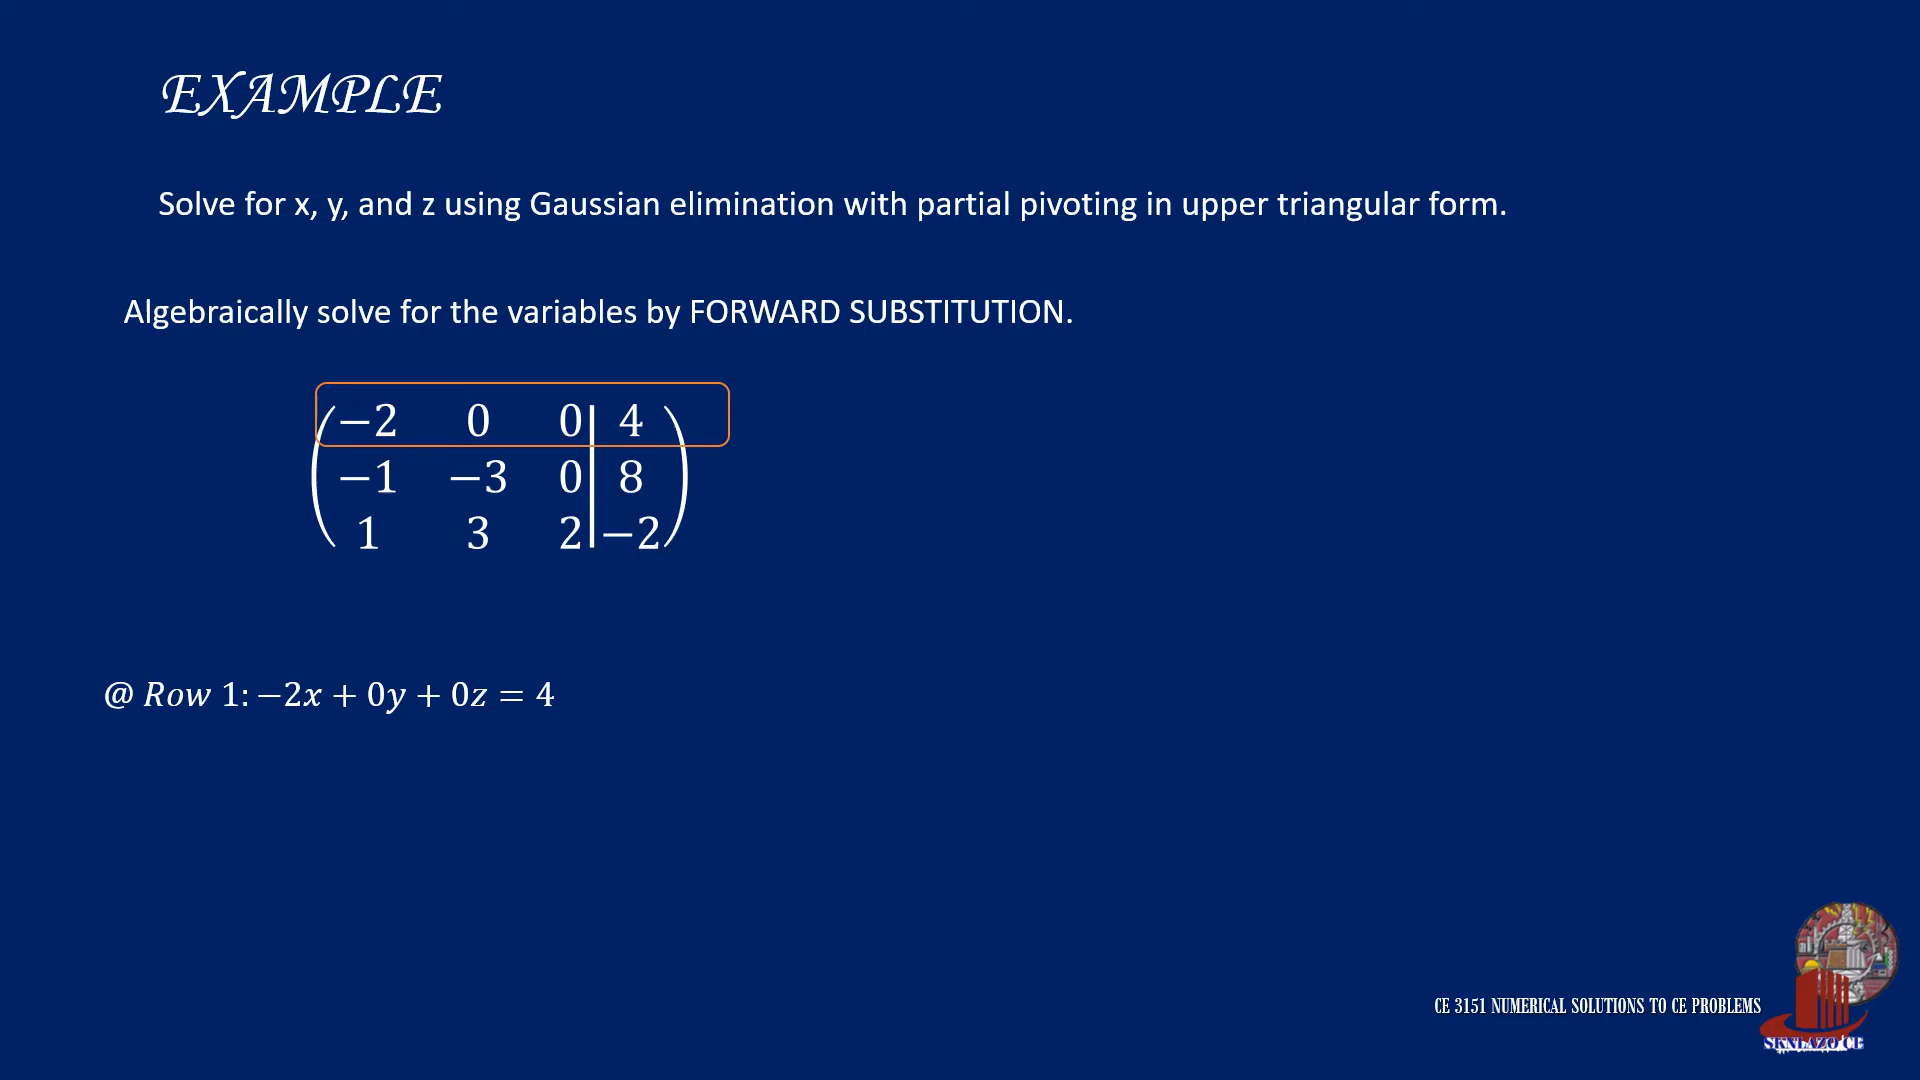 EXAMPLE
Solve for x, y, and z using Gaussian elimination with partial pivoting in upper triangular form.
Algebraically solve for the variables by FORWARD SUBSTITUTION.
−2 0 0 4
−1 −3 0 8
1 3 2 −2
@ Row 1: −2x + 0y + 0z = 4
CE 3151 NUMERICAL SOLUTIONS TO CE PROBLEMS